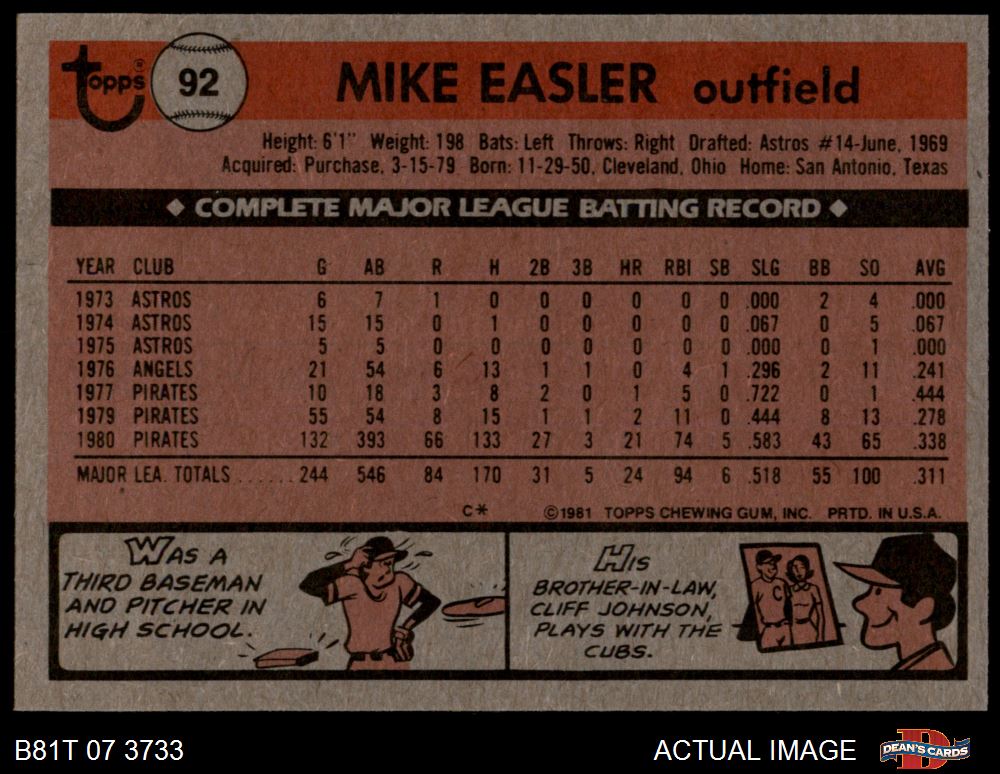 topps®
92
MIKE EASLER outfield
Height: 6'1" Weight: 198 Bats: Left Throws: Right Drafted: Astros #14-June, 1969
Acquired: Purchase, 3-15-79 Born: 11-29-50, Cleveland, Ohio Home: San Antonio, Texas
◆ COMPLETE MAJOR LEAGUE BATTING RECORD ◆
YEAR CLUB G AB R H 2B 3B HR RBI SB SLG BB SO AVG
1973 ASTROS 6 7 1 0 0 0 0 0 0 .000 2 4 .000
1974 ASTROS 15 15 0 1 0 0 0 0 0 .067 0 5 .067
1975 ASTROS 5 5 0 0 0 0 0 0 0 .000 0 1 .000
1976 ANGELS 21 54 6 13 1 1 0 4 1 .296 2 11 .241
1977 PIRATES 10 18 3 8 2 0 1 5 0 .722 0 1 .444
1979 PIRATES 55 54 8 15 1 1 2 11 0 .444 8 13 .278
1980 PIRATES 132 393 66 133 27 3 21 74 5 .583 43 65 .338
MAJOR LEA. TOTALS ...... 244 546 84 170 31 5 24 94 6 .518 55 100 .311
C* ©1981 TOPPS CHEWING GUM, INC. PRTD. IN U.S.A.
WAS A
THIRD BASEMAN
AND PITCHER IN
HIGH SCHOOL.
HIS
BROTHER-IN-LAW,
CLIFF JOHNSON,
PLAYS WITH THE
CUBS.
C
B81T 07 3733
ACTUAL IMAGE
D
DEAN'S CARDS